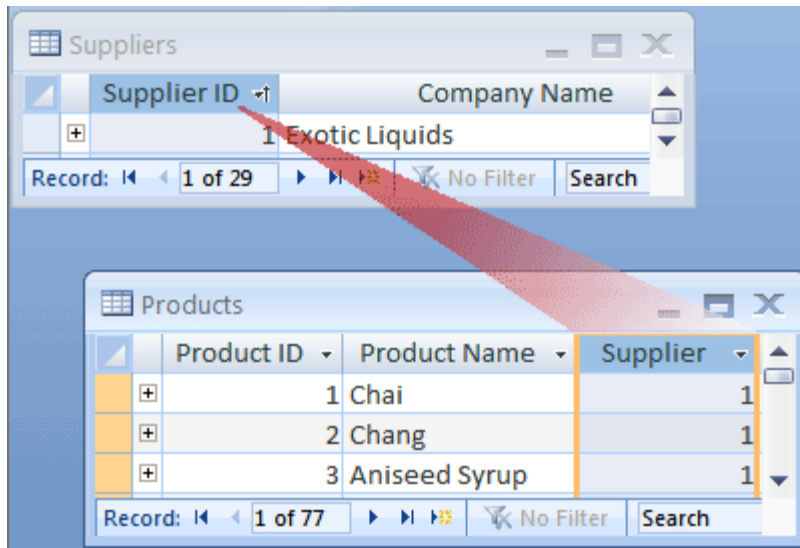 Suppliers
Supplier ID Company Name
1 Exotic Liquids
Record: 1 of 29 No Filter Search
Products
Product ID Product Name Supplier
1 Chai 1
2 Chang 1
3 Aniseed Syrup 1
Record: 1 of 77 No Filter Search